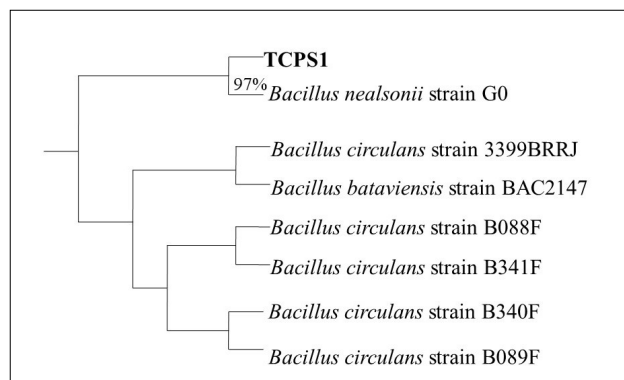 TCPS1
97%
Bacillus nealsonii strain G0
Bacillus circulans strain 3399BRRJ
Bacillus bataviensis strain BAC2147
Bacillus circulans strain B088F
Bacillus circulans strain B341F
Bacillus circulans strain B340F
Bacillus circulans strain B089F